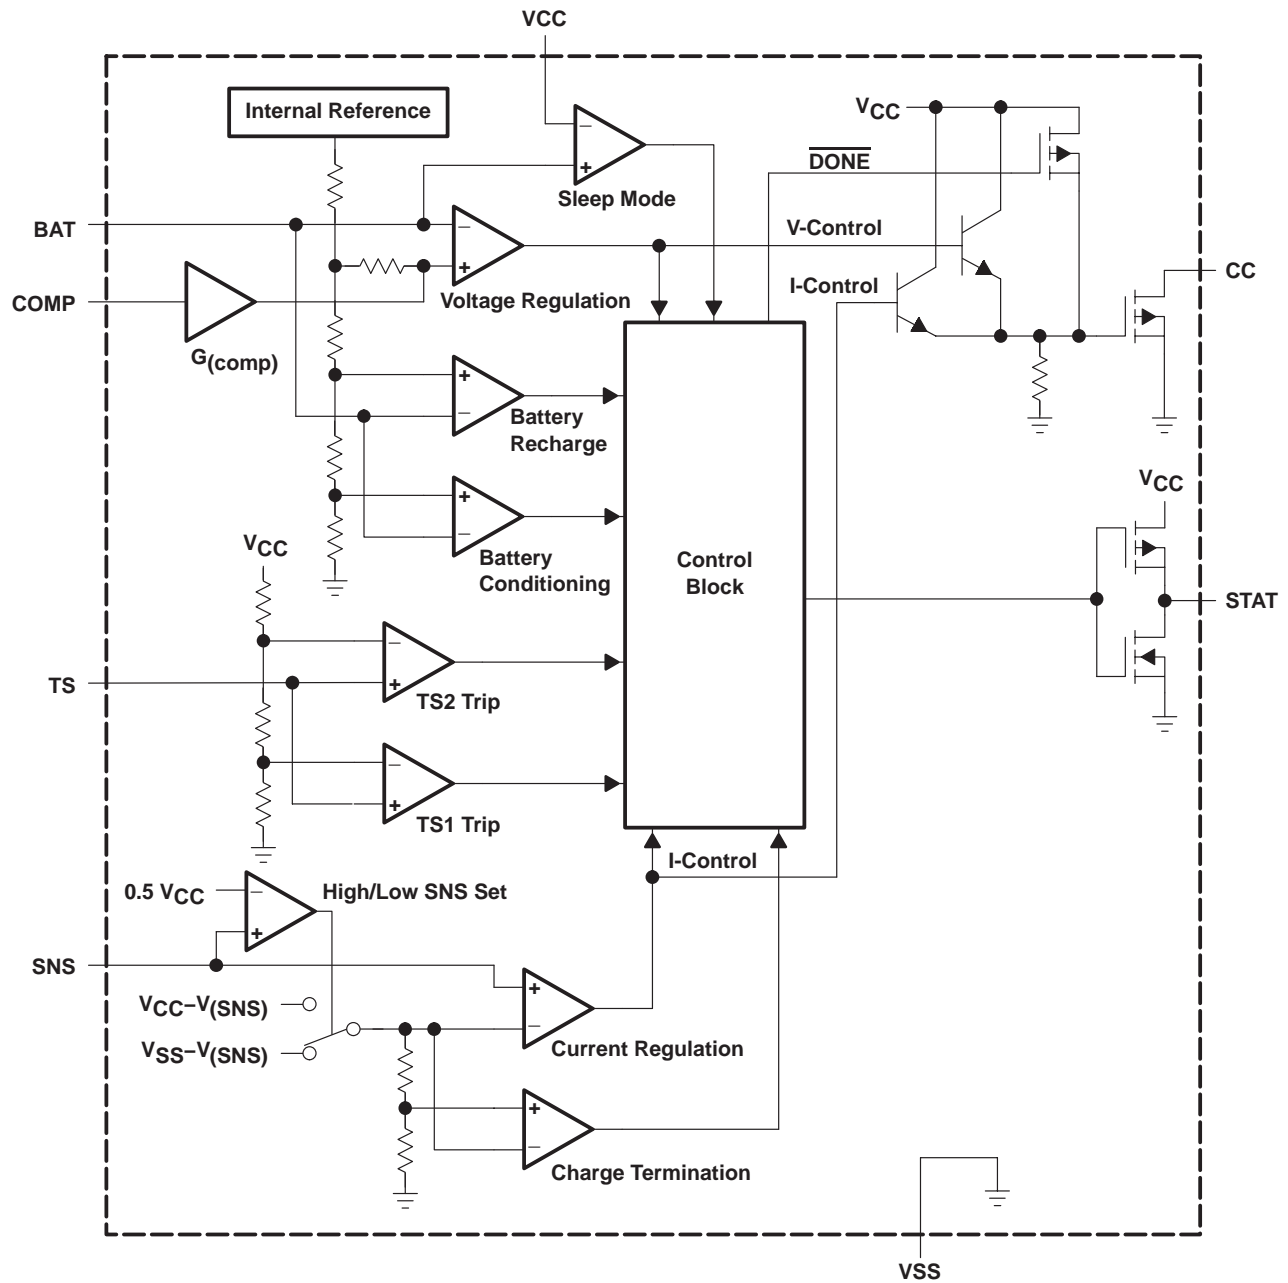 VCC
Internal Reference
VCC
DONE
−
+
Sleep Mode
BAT
−
+
V-Control
CC
I-Control
COMP
Voltage Regulation
G(comp)
+
−
Battery
Recharge
VCC
+
−
VCC
Battery
Conditioning
Control
Block
STAT
−
+
TS
TS2 Trip
−
+
TS1 Trip
I-Control
0.5 VCC
−
+
High/Low SNS Set
SNS
+
−
VCC−V(SNS)
VSS−V(SNS)
Current Regulation
+
−
Charge Termination
VSS